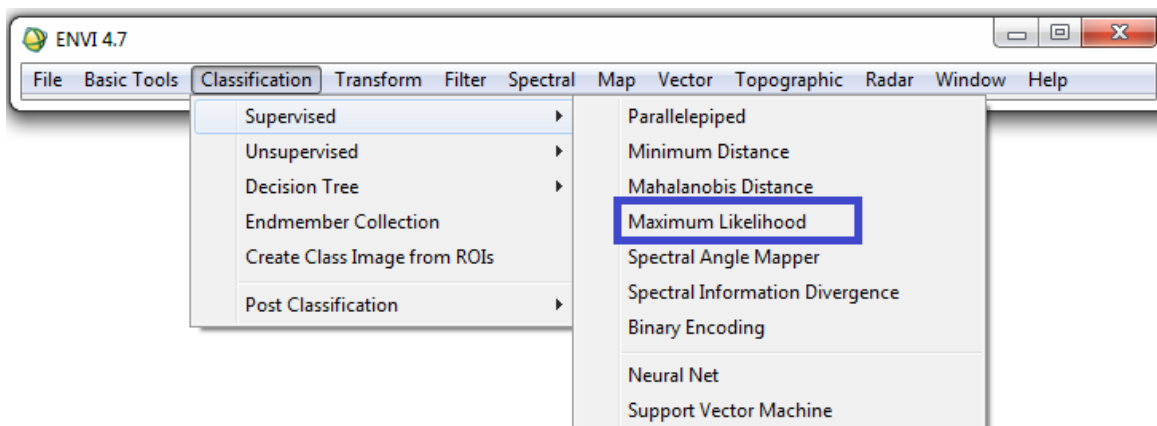 ENVI 4.7
File Basic Tools Classification Transform Filter Spectral Map Vector Topographic Radar Window Help
Supervised
Unsupervised
Decision Tree
Endmember Collection
Create Class Image from ROIs
Post Classification
Parallelepiped
Minimum Distance
Mahalanobis Distance
Maximum Likelihood
Spectral Angle Mapper
Spectral Information Divergence
Binary Encoding
Neural Net
Support Vector Machine